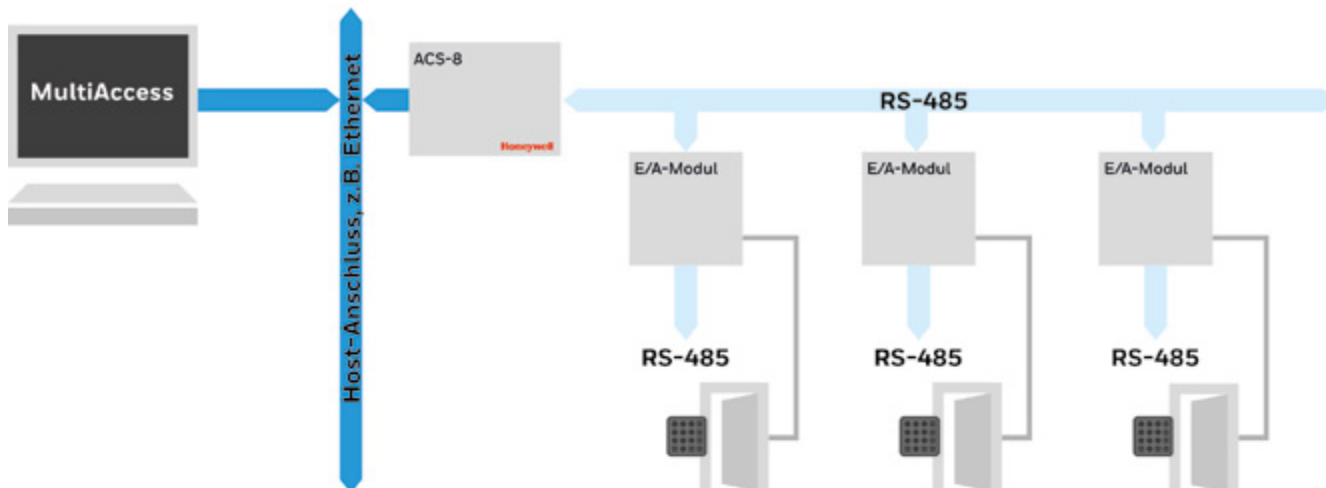 MultiAccess
Host-Anschluss, z.B. Ethernet
ACS-8
Honeywell
RS-485
E/A-Modul
E/A-Modul
E/A-Modul
RS-485
RS-485
RS-485